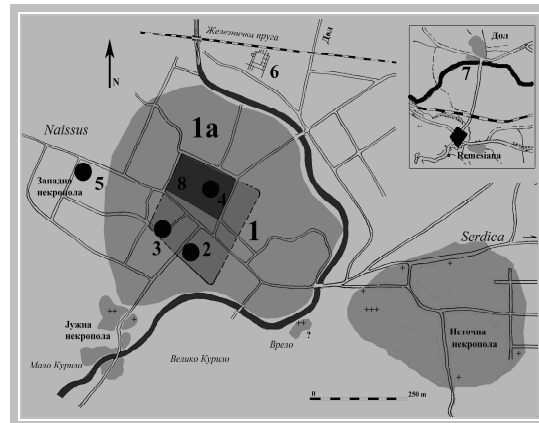 Железничка пруга
Дол
Дол
6
7
N
1a
Naissus
Remesiana
Западна
некропола
5
8
4
1
3
2
Serdica
++
+
+
+
+++
++
?
Јужна
некропола
Источна
некропола
+
+
Врело
Мало Курило
Велико Курило
0
250 m